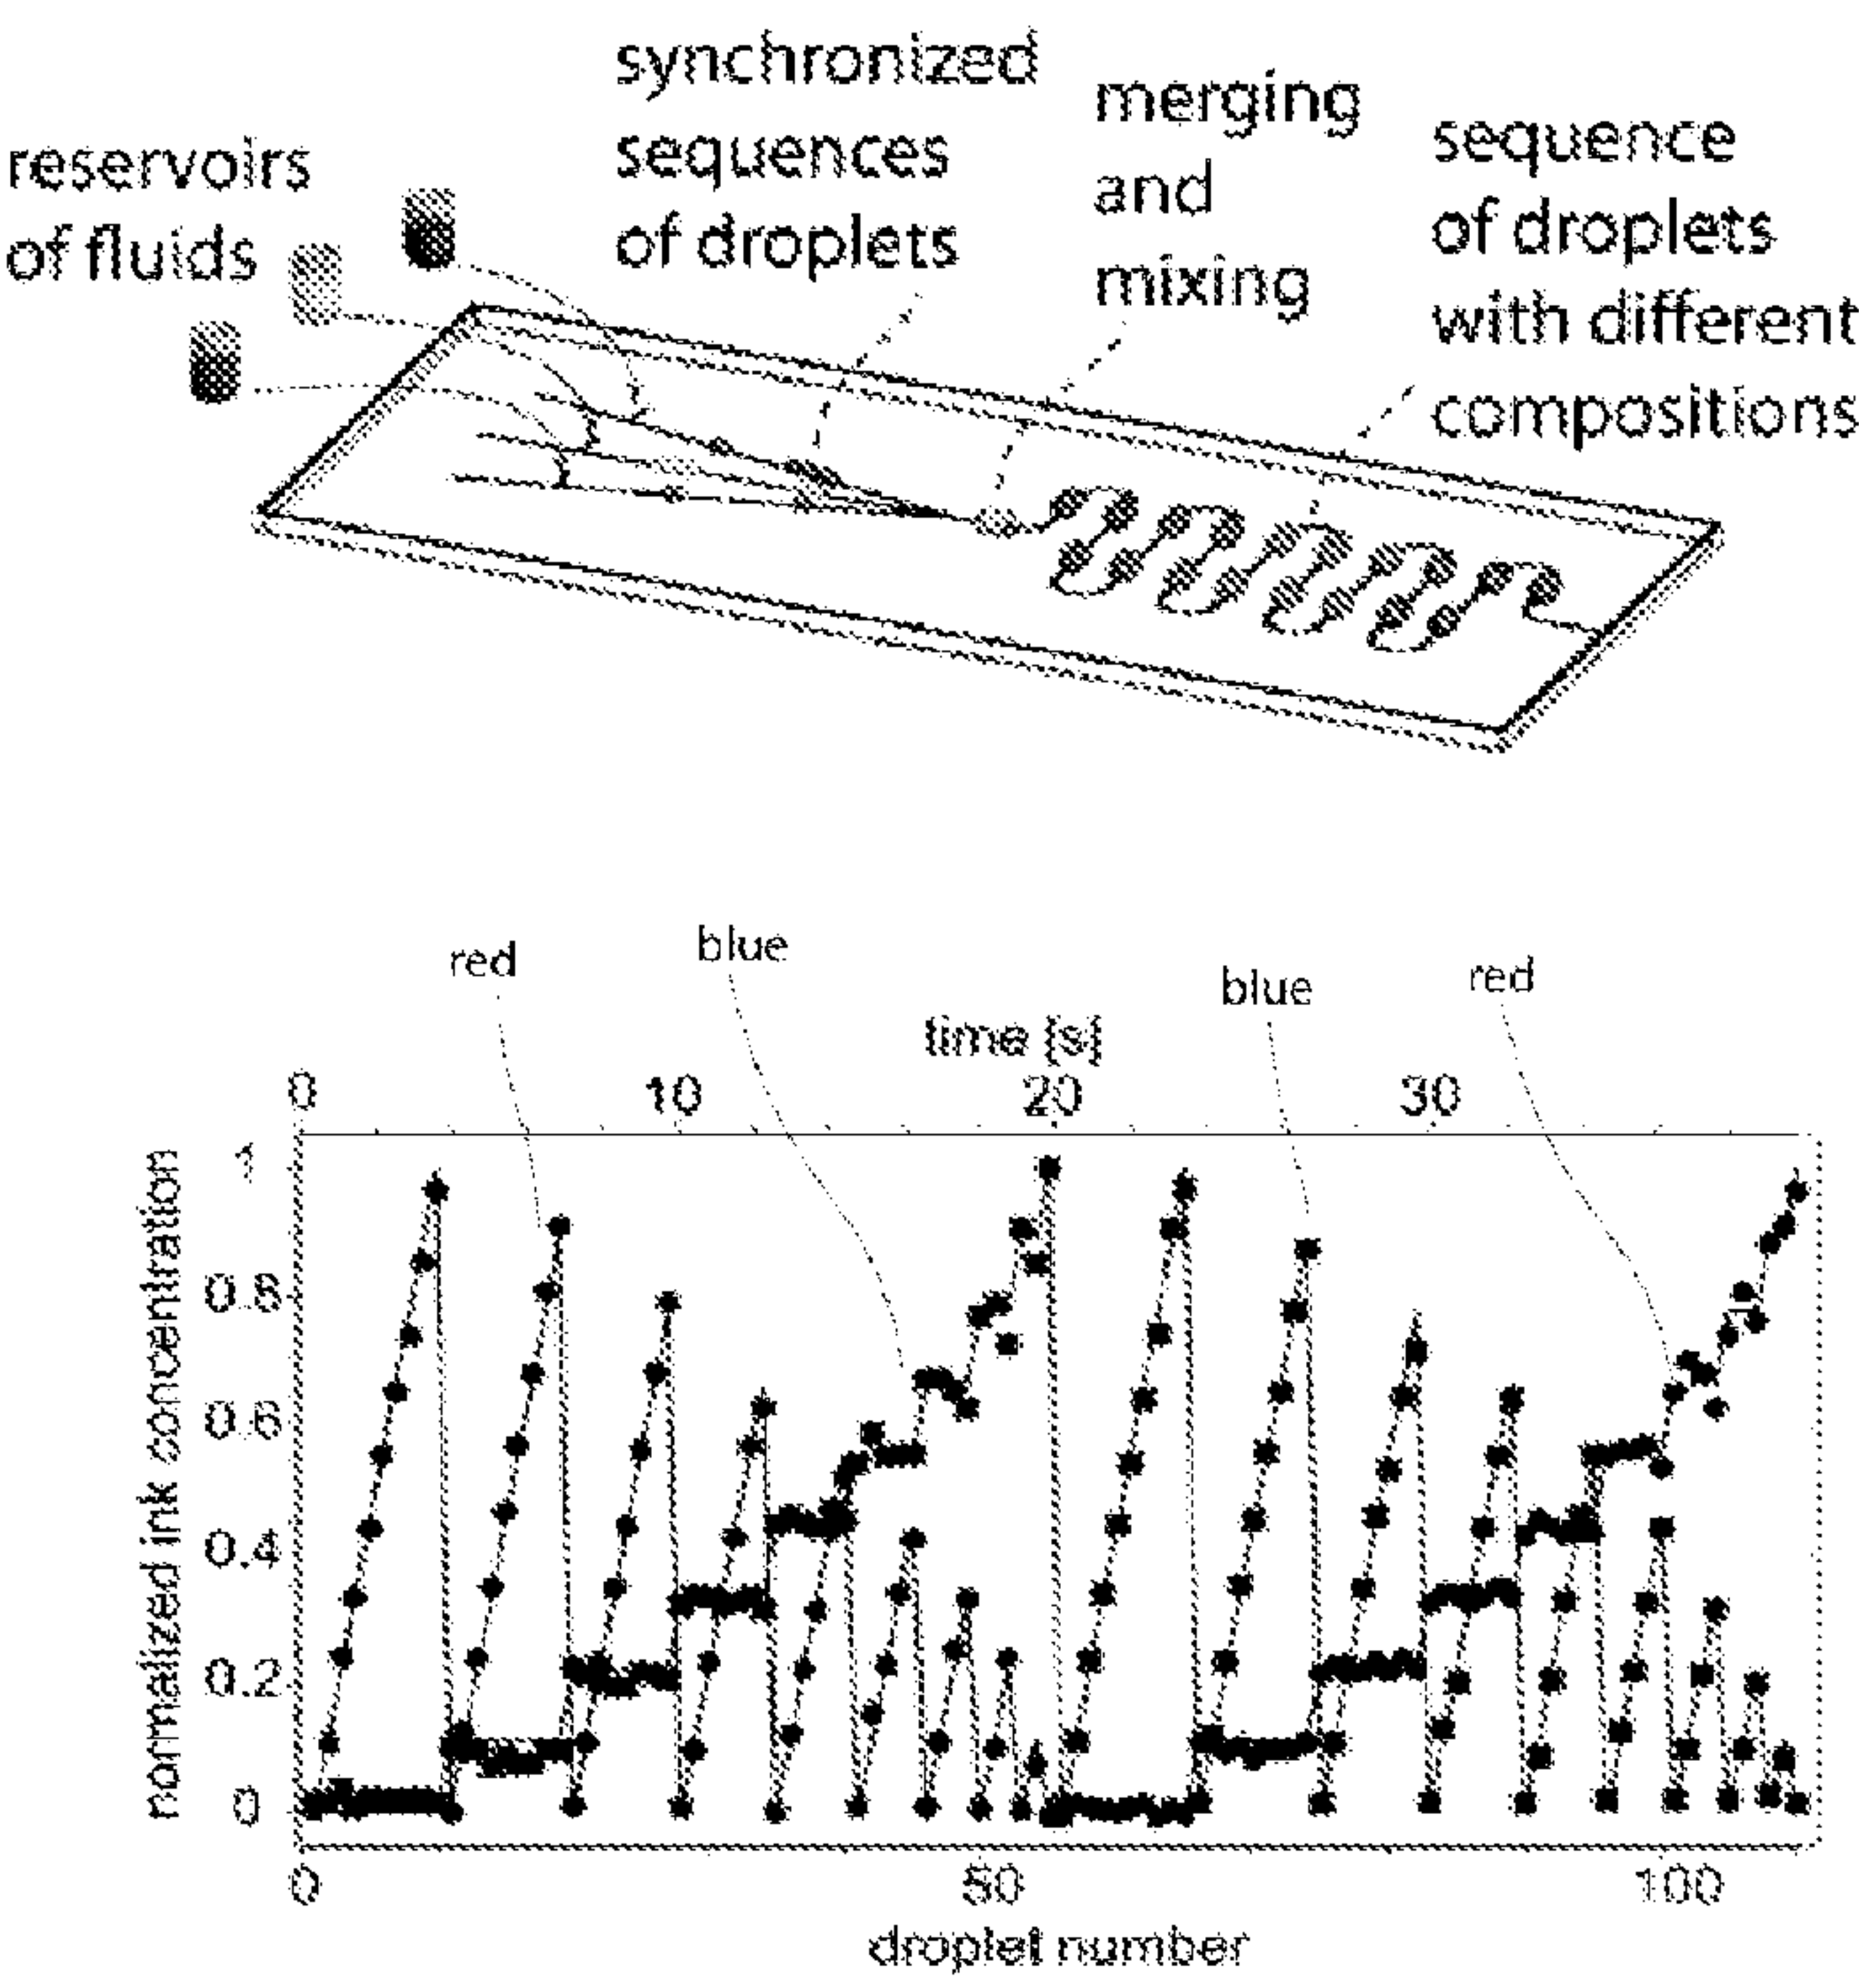 synchronized
sequences
of droplets
merging
and
mixing
sequence
of droplets
with different
compositions
reservoirs
of fluids
red
blue
blue
red
time [s]
0 10 20 30
normalized ink concentration
1
0.8
0.6
0.4
0.2
0
0 50 100
droplet number